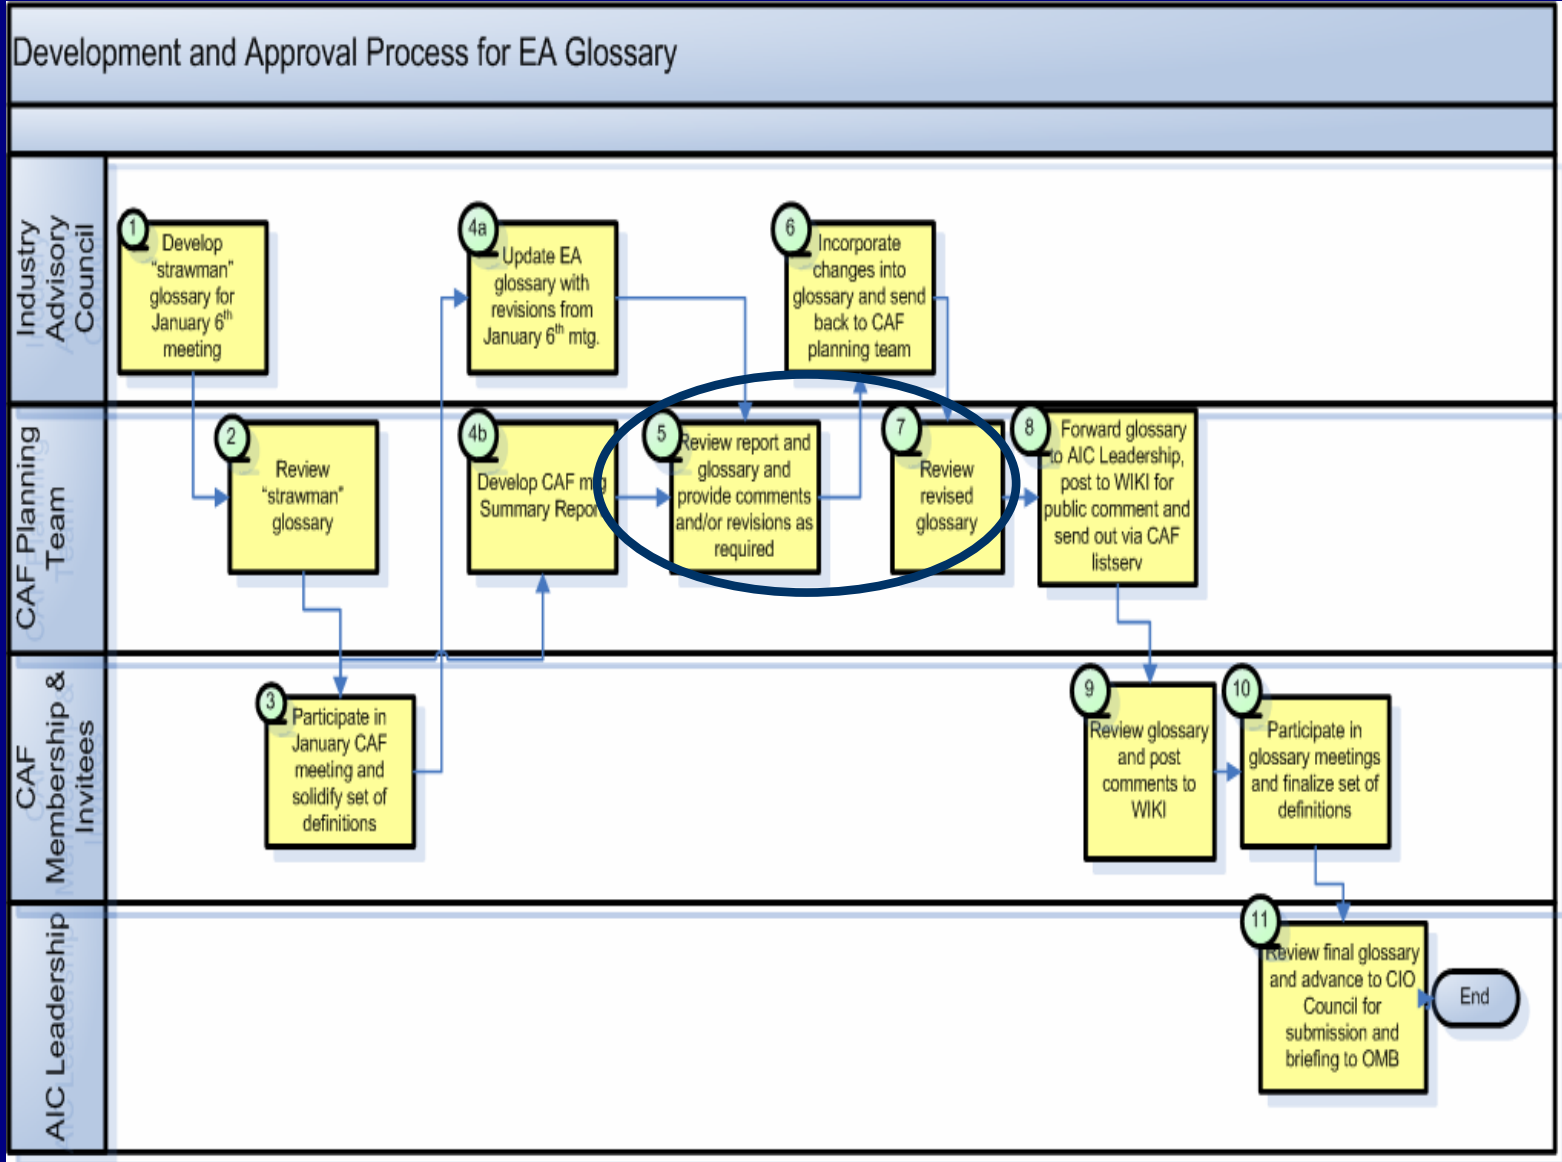 Development and Approval Process for EA Glossary
Industry
Advisory
Council
1
Develop
“strawman”
glossary for
January 6th
meeting
4a
Update EA
glossary with
revisions from
January 6th mtg.
6
Incorporate
changes into
glossary and send
back to CAF
planning team
CAF Planning
Team
2
Review
“strawman”
glossary
4b
Develop CAF mtg
Summary Report
5
Review report and
glossary and
provide comments
and/or revisions as
required
7
Review
revised
glossary
8
Forward glossary
to AIC Leadership,
post to WIKI for
public comment and
send out via CAF
listserv
CAF
Membership &
Invitees
3
Participate in
January CAF
meeting and
solidify set of
definitions
9
Review glossary
and post
comments to
WIKI
10
Participate in
glossary meetings
and finalize set of
definitions
AIC Leadership
11
Review final glossary
and advance to CIO
Council for
submission and
briefing to OMB
End